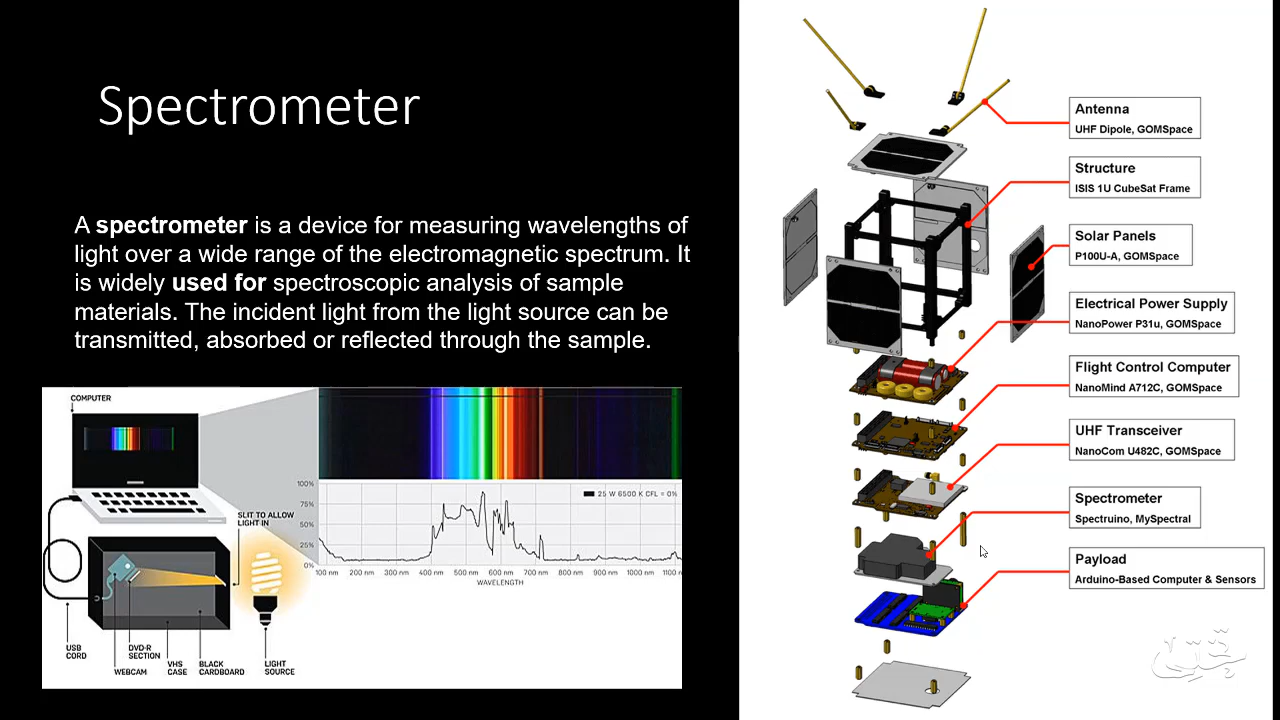 Spectrometer
A spectrometer is a device for measuring wavelengths of
light over a wide range of the electromagnetic spectrum. It
is widely used for spectroscopic analysis of sample
materials. The incident light from the light source can be
transmitted, absorbed or reflected through the sample.
COMPUTER
SLIT TO ALLOW
LIGHT IN
USB
CORD
WEBCAM
DVD-R
SECTION
VHS
CASE
BLACK
CARDBOARD
LIGHT
SOURCE
100%
75%
50%
25%
0%
25 W 6500 K CFL = 0%
100 nm 200 nm 300 nm 400 nm 500 nm 600 nm 700 nm 800 nm 900 nm 1000 nm
WAVELENGTH
Antenna
UHF Dipole, GOMSpace
Structure
ISIS 1U CubeSat Frame
Solar Panels
P100U-A, GOMSpace
Electrical Power Supply
NanoPower P31u, GOMSpace
Flight Control Computer
NanoMind A712C, GOMSpace
UHF Transceiver
NanoCom U482C, GOMSpace
Spectrometer
Spectruino, MySpectral
Payload
Arduino-Based Computer & Sensors